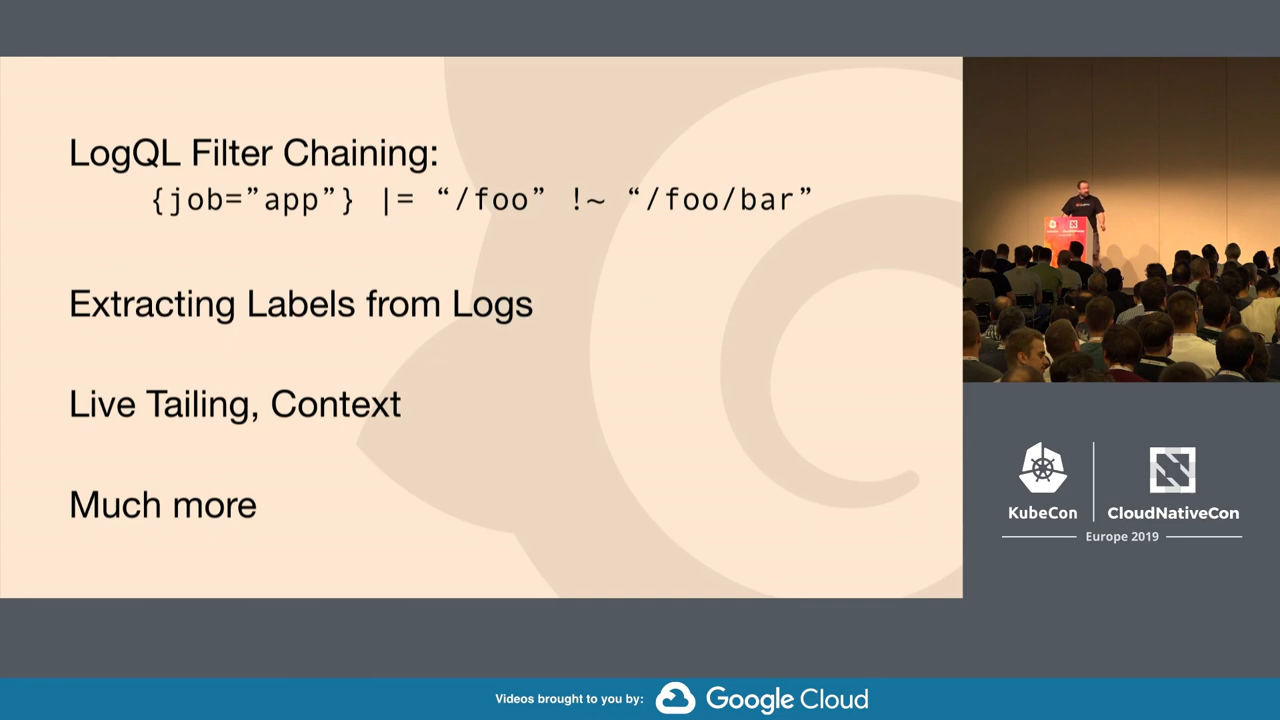 LogQL Filter Chaining:
{job=”app”} |= “/foo” !~ “/foo/bar”
Extracting Labels from Logs
Live Tailing, Context
Much more
KubeCon
CloudNativeCon
Europe 2019
Videos brought to you by:
Google Cloud